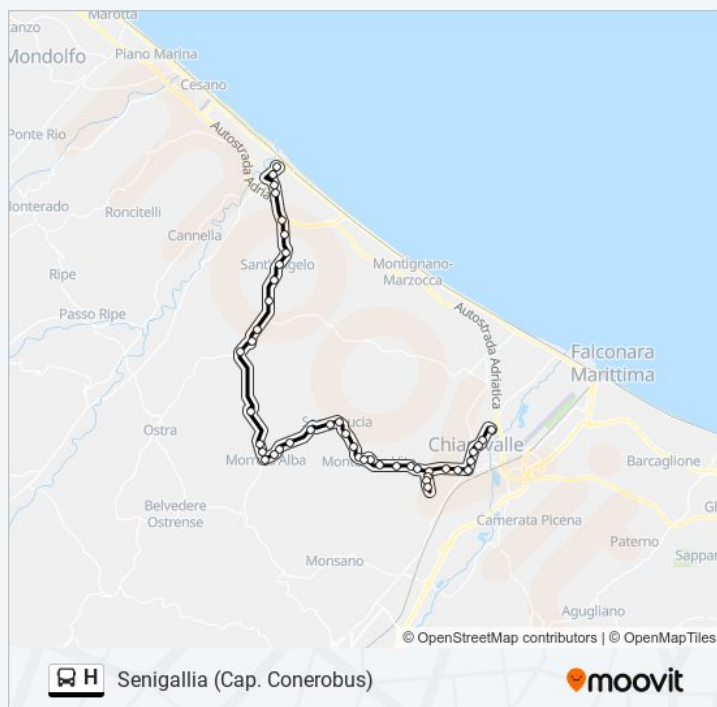 Marotta
Mondolfo
Piano Marina
Cesano
Ponte Rio
Autostrada Adria
Monterado
Roncitelli
Cannella
Sant'Angelo
Montignano-
Marzocca
Ripe
Passo Ripe
Autostrada Adriatica
Falconara
Marittima
Ostra
Chiaravalle
Barcaglione
Belvedere
Ostrense
Camerata Picena
Paterno
Monsano
Sappan
Agugliano
© OpenStreetMap contributors | © OpenMapTiles
H Senigallia (Cap. Conerobus)
moovit